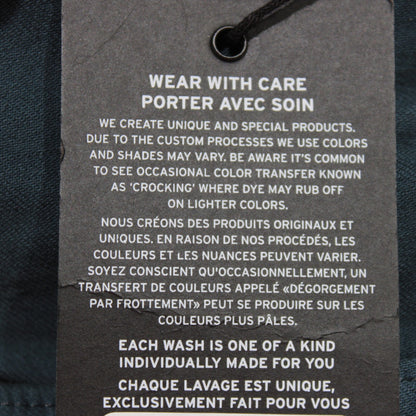 WEAR WITH CARE
PORTER AVEC SOIN
WE CREATE UNIQUE AND SPECIAL PRODUCTS.
DUE TO THE CUSTOM PROCESSES WE USE COLORS
AND SHADES MAY VARY. BE AWARE IT'S COMMON
TO SEE OCCASIONAL COLOR TRANSFER KNOWN
AS 'CROCKING' WHERE DYE MAY RUB OFF
ON LIGHTER COLORS.
NOUS CRÉONS DES PRODUITS ORIGINAUX ET
UNIQUES. EN RAISON DE NOS PROCÉDÉS, LES
COULEURS ET LES NUANCES PEUVENT VARIER.
SOYEZ CONSCIENT QU'OCCASIONNELLEMENT, UN
TRANSFERT DE COULEURS APPELÉ «DÉGORGEMENT
PAR FROTTEMENT» PEUT SE PRODUIRE SUR LES
COULEURS PLUS PÂLES.
EACH WASH IS ONE OF A KIND
INDIVIDUALLY MADE FOR YOU
CHAQUE LAVAGE EST UNIQUE,
EXCLUSIVEMENT FAIT POUR VOUS